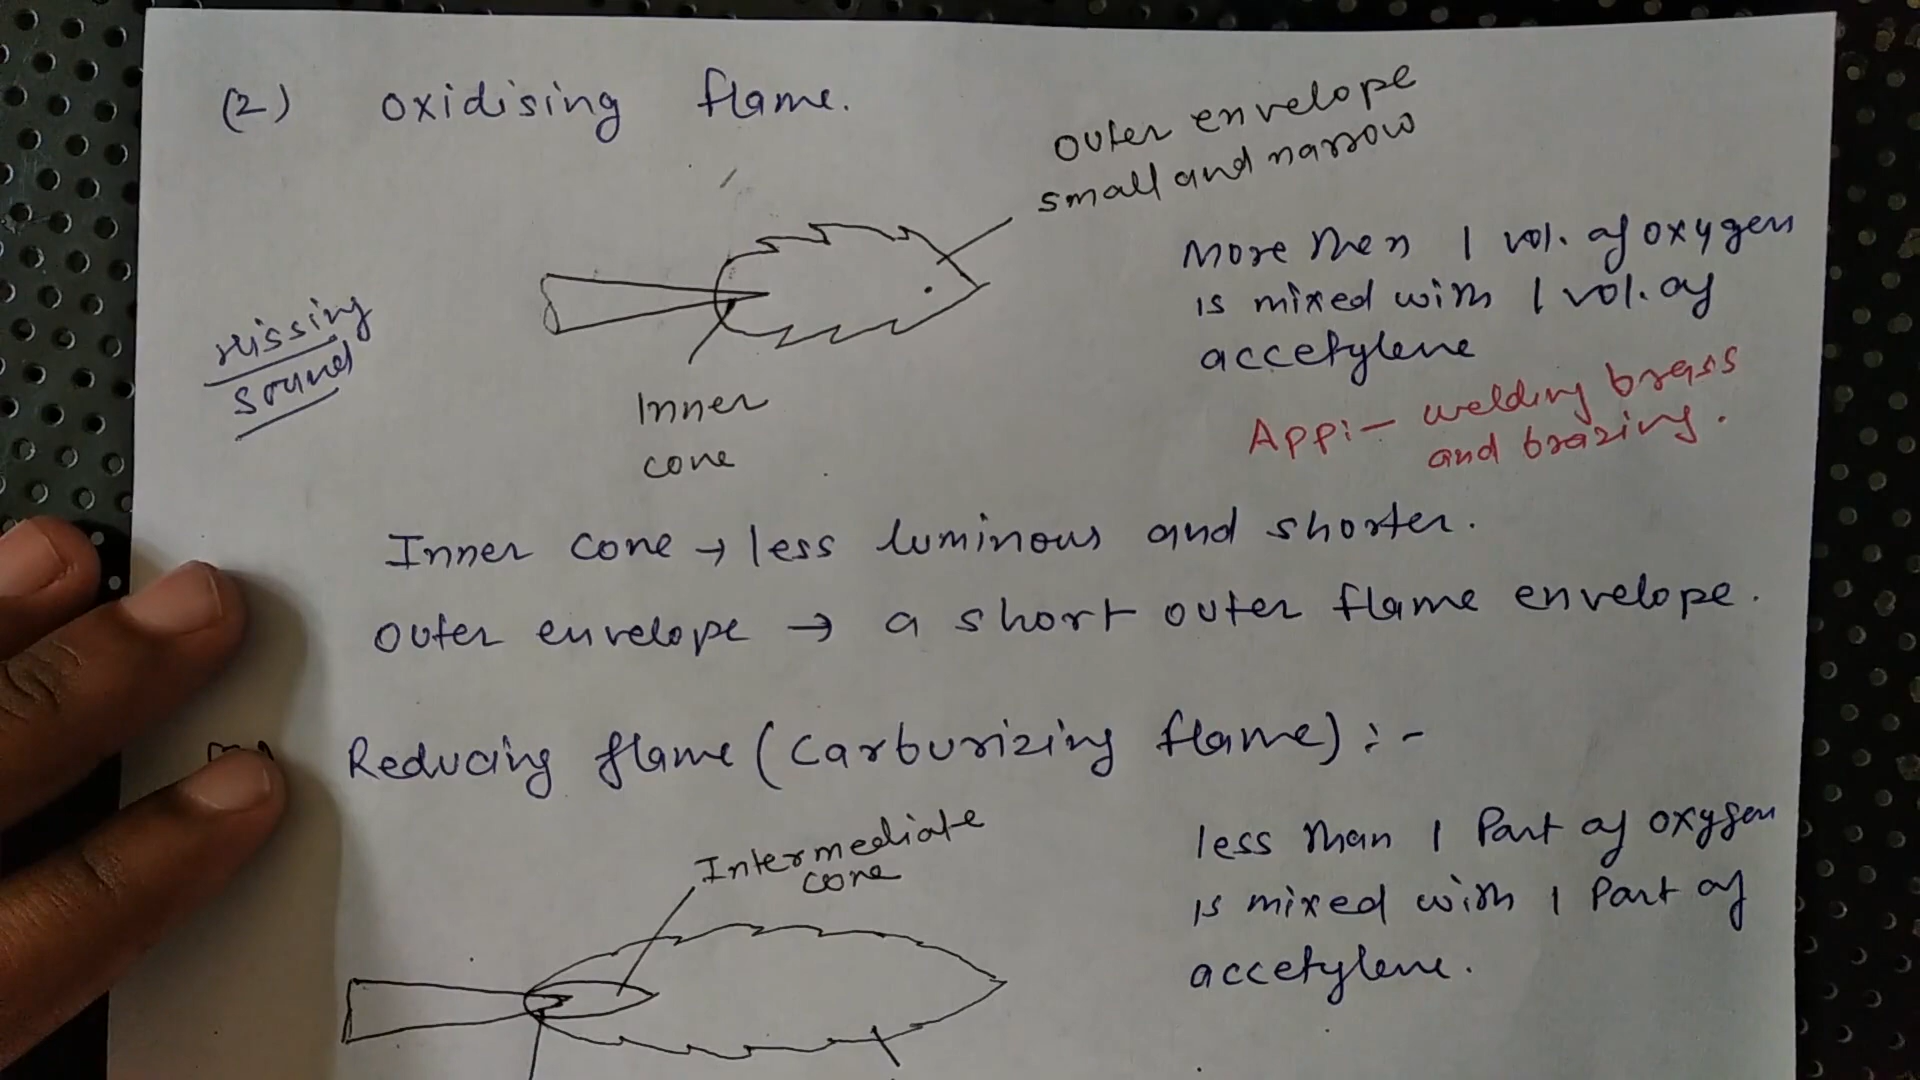 (2) oxidising flame.
outer envelope
small and narrow
More then 1 vol. of oxygen
is mixed with 1 vol. of
accetylene
Hissing
sound
Inner
cone
App:- welding brass
and brazing.
Inner cone → less luminous and shorter.
outer envelope → a short outer flame envelope.
Reducing flame (Carburizing flame) :-
Intermediate
cone
less than 1 Part of oxygen
is mixed with 1 Part of
accetylene.